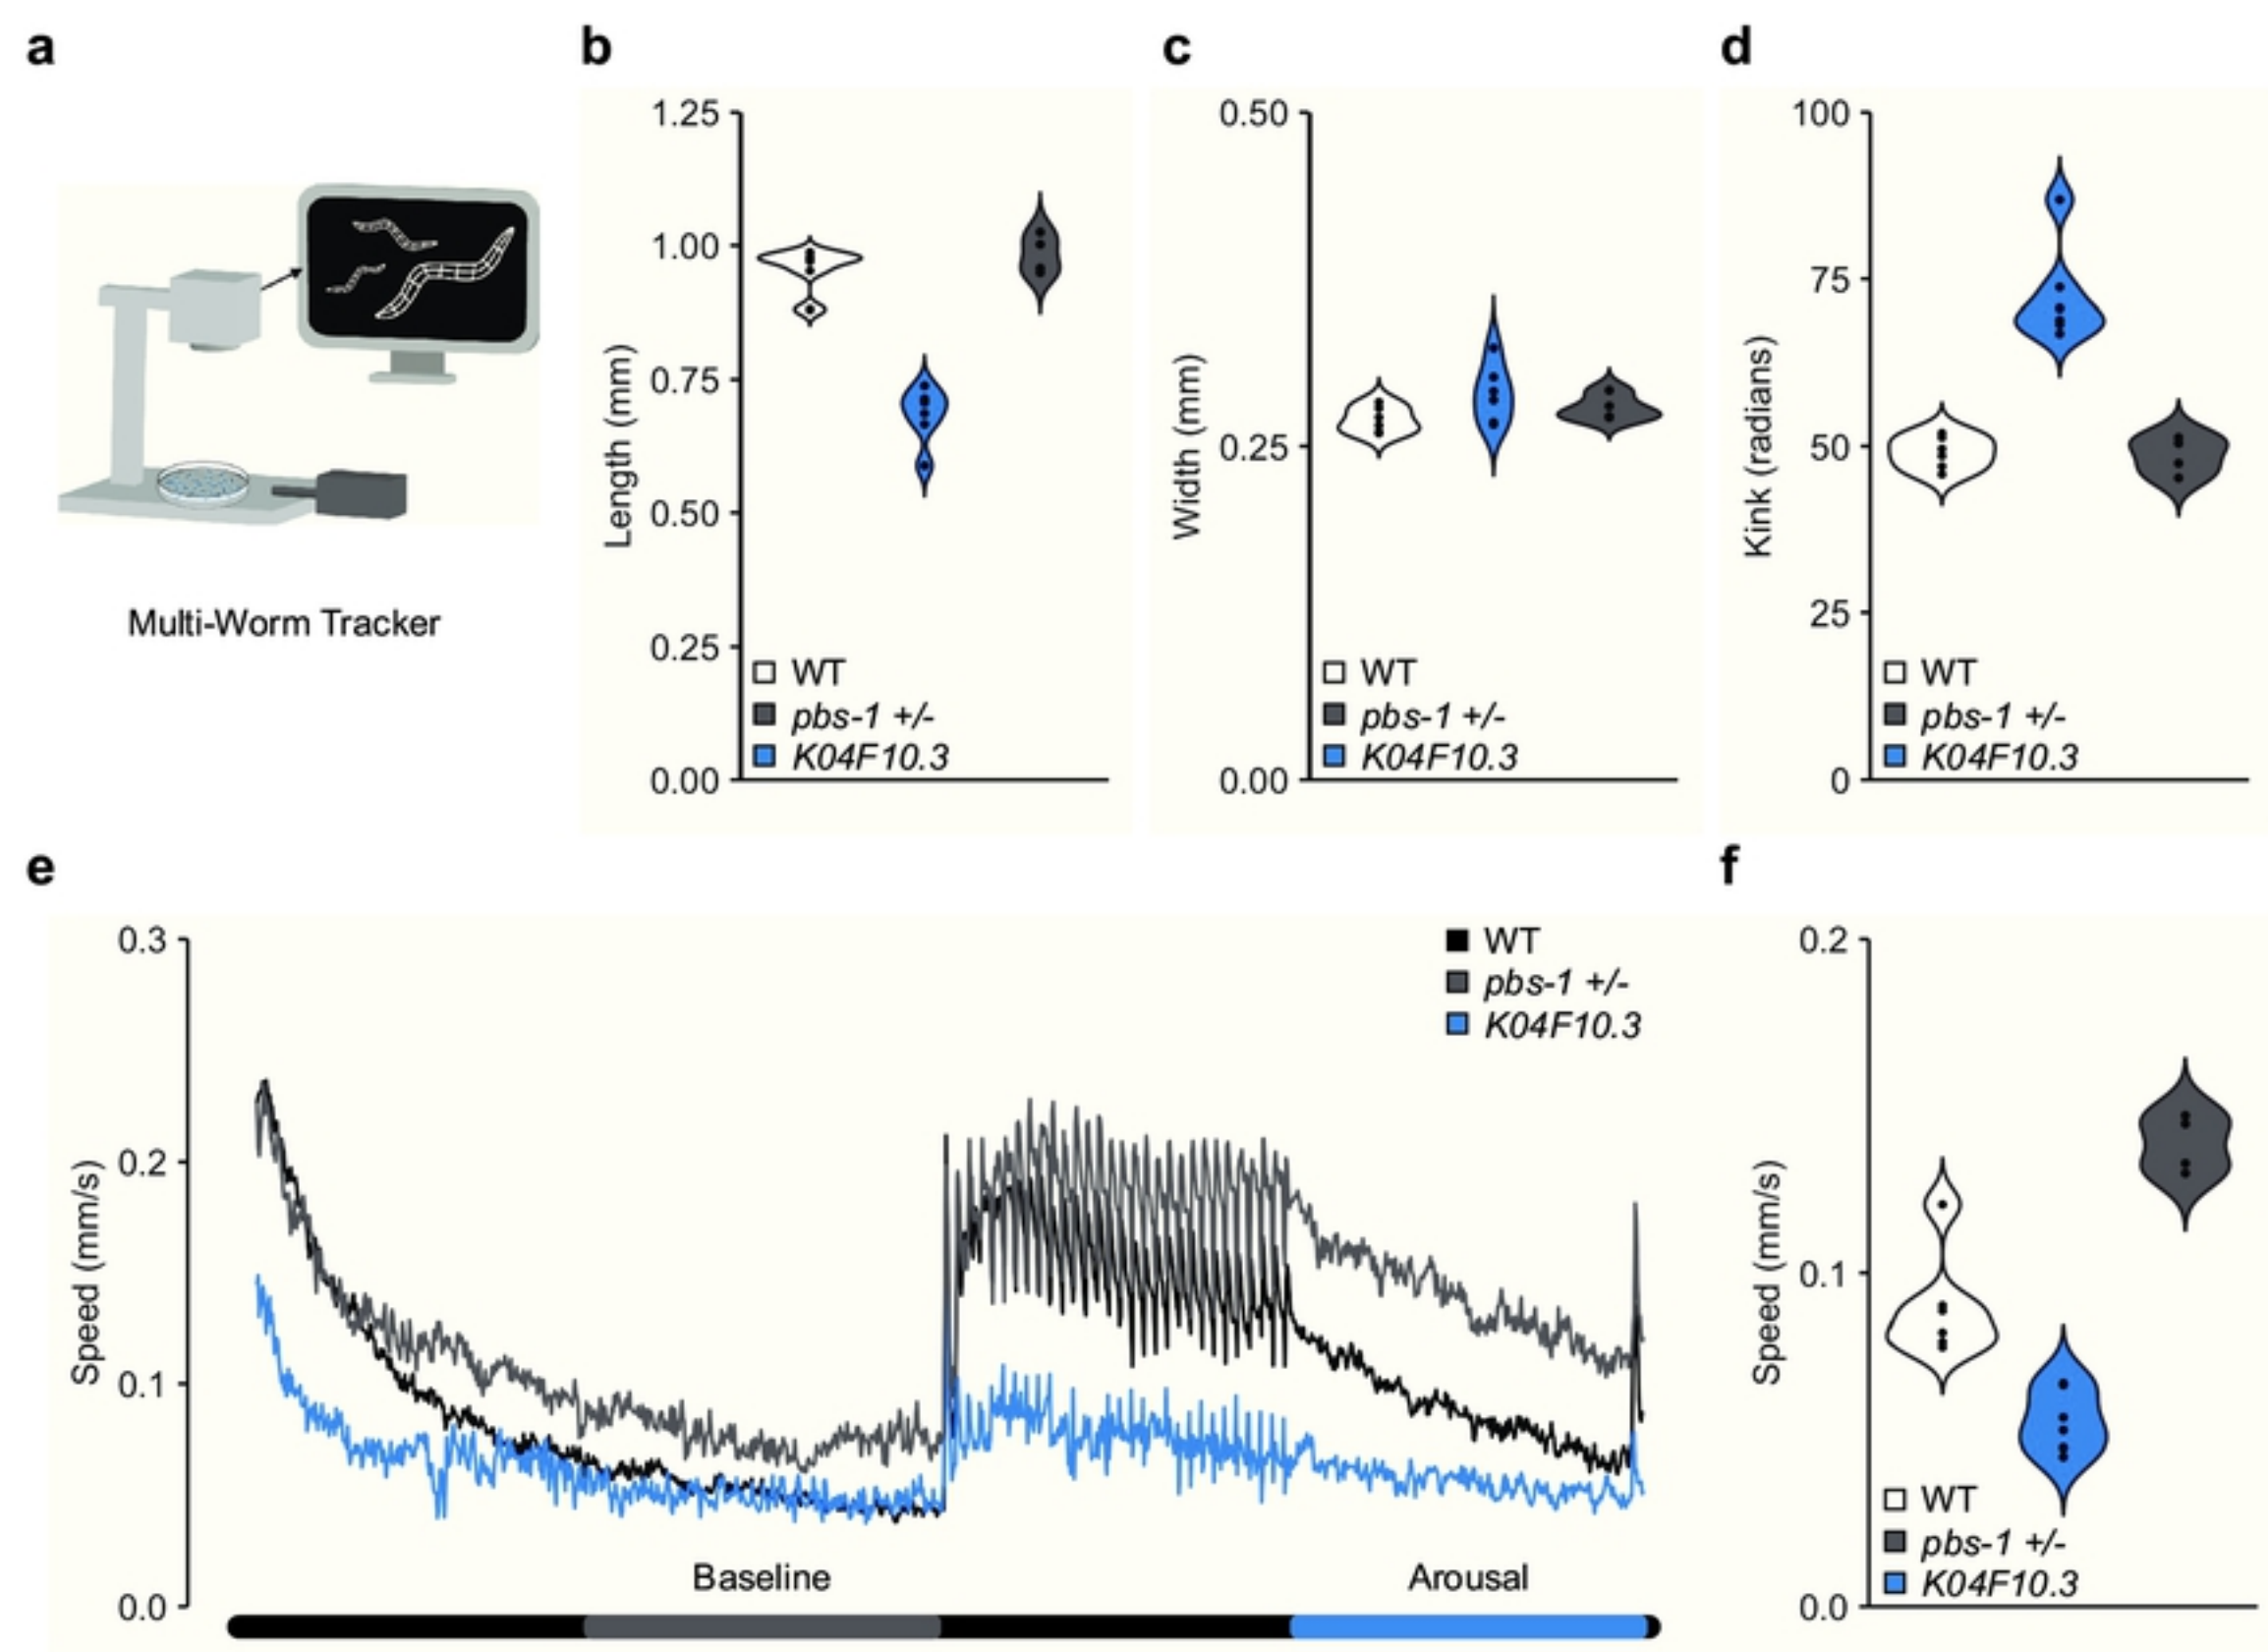 a
Multi-Worm Tracker
b
1.25
1.00
0.75
0.50
0.25
0.00
Length (mm)
WT
pbs-1 +/-
K04F10.3
c
0.50
0.25
0.00
Width (mm)
WT
pbs-1 +/-
K04F10.3
d
100
75
50
25
0
Kink (radians)
WT
pbs-1 +/-
K04F10.3
e
0.3
0.2
0.1
0.0
Speed (mm/s)
WT
pbs-1 +/-
K04F10.3
Baseline
Arousal
f
0.2
0.1
0.0
Speed (mm/s)
WT
pbs-1 +/-
K04F10.3